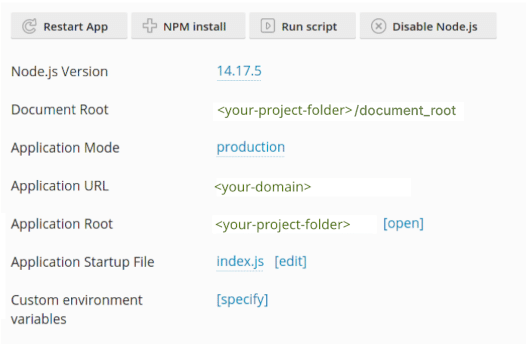 Restart App NPM install Run script Disable Node.js
Node.js Version 14.17.5
Document Root <your-project-folder>/document_root
Application Mode production
Application URL <your-domain>
Application Root <your-project-folder> [open]
Application Startup File index.js [edit]
Custom environment [specify]
variables